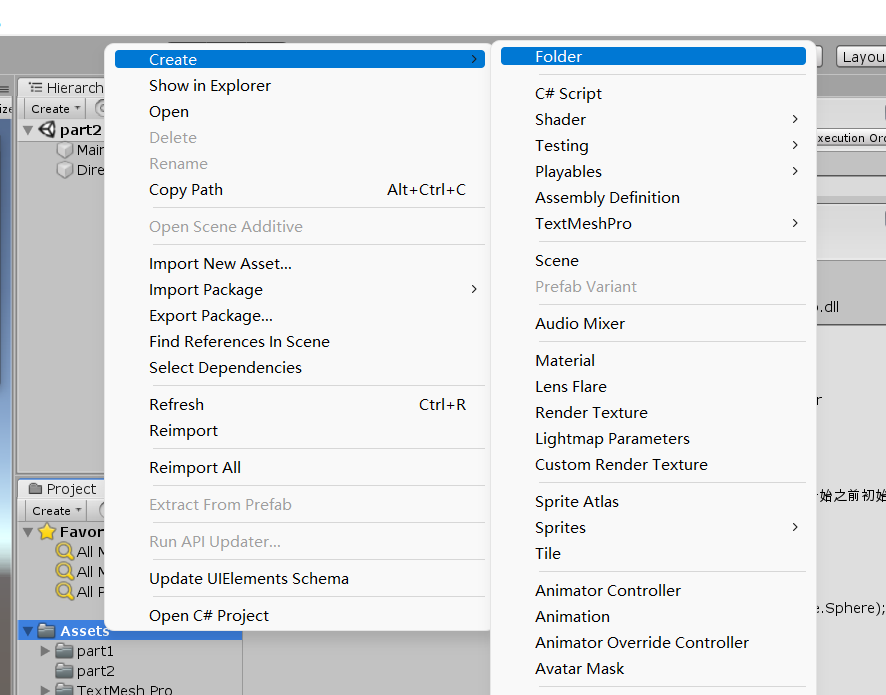 Create
Show in Explorer
Open
Delete
Rename
Copy Path Alt+Ctrl+C
Open Scene Additive
Import New Asset...
Import Package
Export Package...
Find References In Scene
Select Dependencies
Refresh Ctrl+R
Reimport
Reimport All
Extract From Prefab
Run API Updater...
Update UIElements Schema
Open C# Project
Folder
C# Script
Shader
Testing
Playables
Assembly Definition
TextMeshPro
Scene
Prefab Variant
Audio Mixer
Material
Lens Flare
Render Texture
Lightmap Parameters
Custom Render Texture
Sprite Atlas
Sprites
Tile
Animator Controller
Animation
Animator Override Controller
Avatar Mask
Hierarch
Create
part2
Main
Dire
Project
Create
Favor
All M
All M
All P
Assets
part1
part2
TextMesh Pro
Layou
xecution Ord
.dll
始之前初始
e.Sphere);